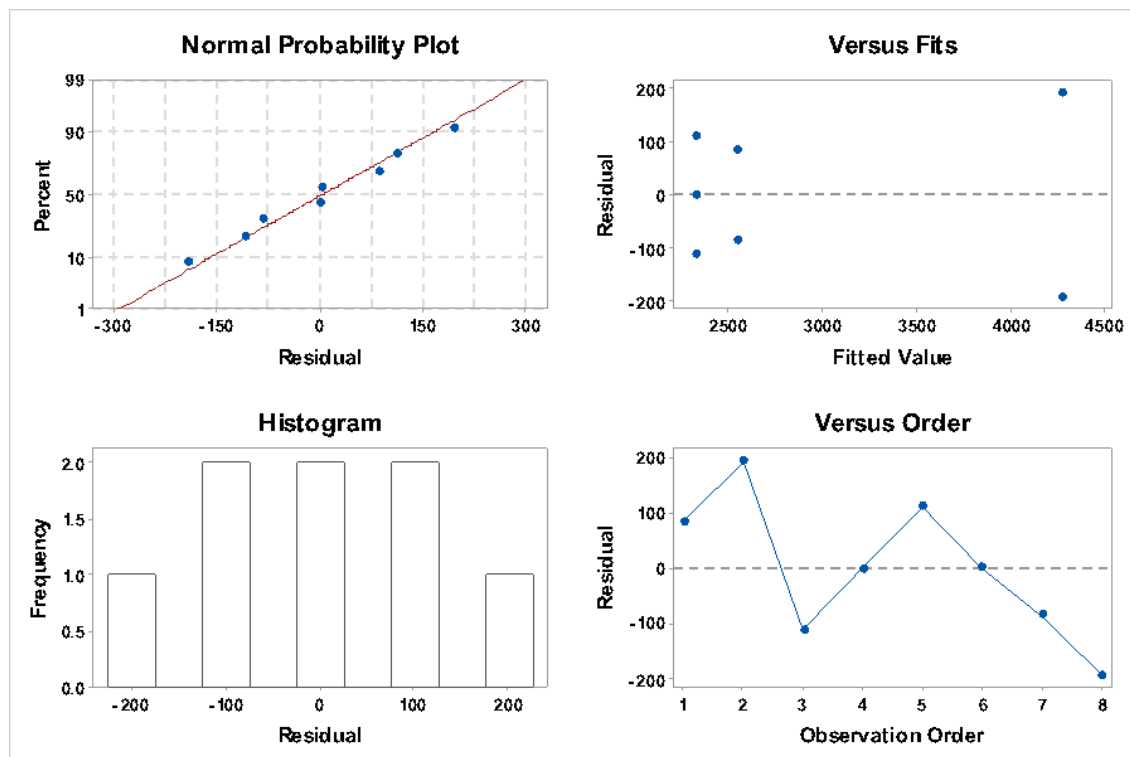 Normal Probability Plot
99
90
50
10
1
Percent
-300 -150 0 150 300
Residual
Versus Fits
200
100
0
-100
-200
Residual
2500 3000 3500 4000 4500
Fitted Value
Histogram
2.0
1.5
1.0
0.5
0.0
Frequency
-200 -100 0 100 200
Residual
Versus Order
200
100
0
-100
-200
Residual
1 2 3 4 5 6 7 8
Observation Order